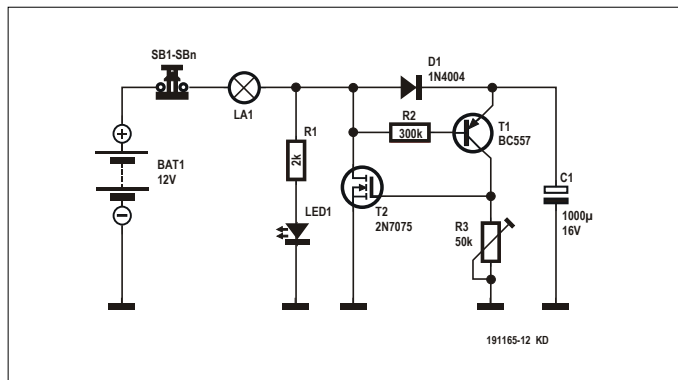 SB1-SBn
LA1
D1
1N4004
R2
300k
T1
BC557
R1
2k
BAT1
12V
LED1
T2
2N7075
R3
50k
C1
1000µ
16V
191165-12 KD